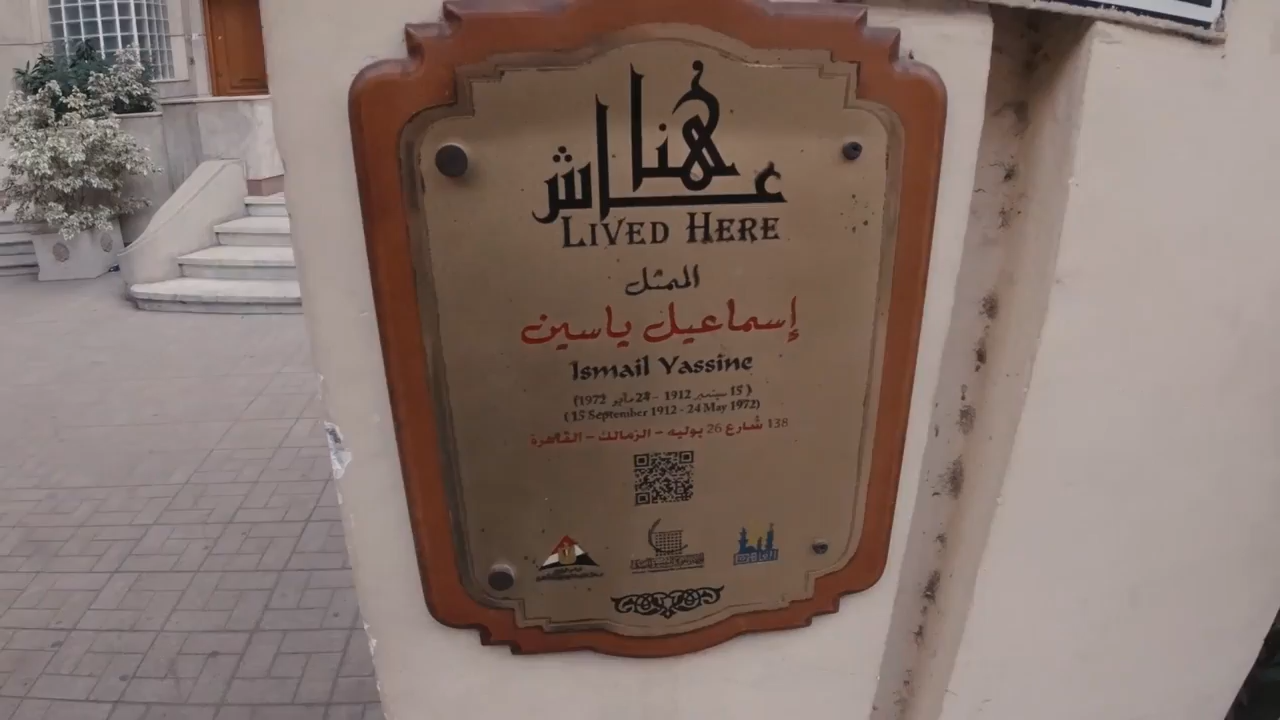 هنا
عاش
LIVED HERE
الممثل
إسماعيل ياسين
Ismail Yassine
(15 سبتمبر 1912 - 24 مايو 1972)
(15 September 1912 - 24 May 1972)
138 شارع 26 يوليه - الزمالك - القاهرة